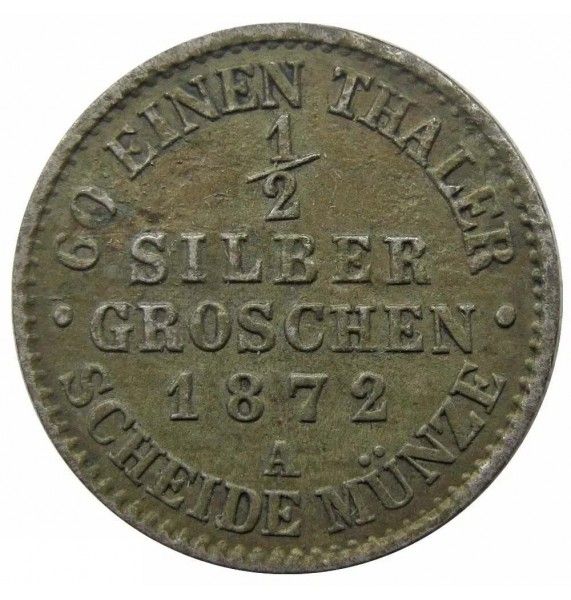 60 EINEN THALER
1/2
SILBER
GROSCHEN
1872
A
SCHEIDE MÜNZE